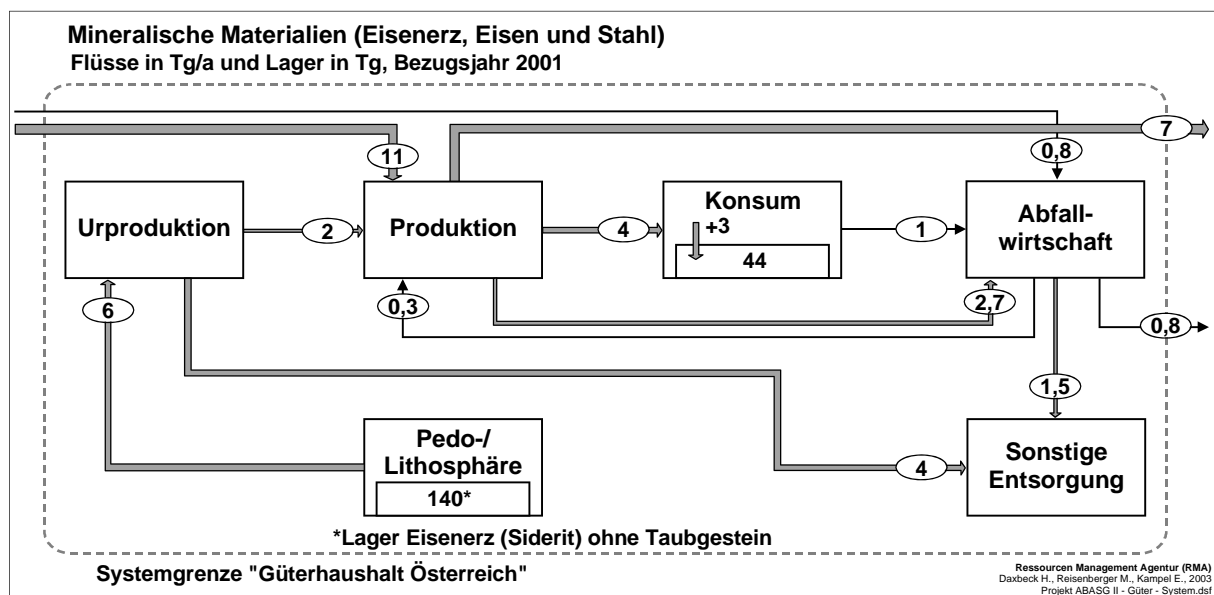 Mineralische Materialien (Eisenerz, Eisen und Stahl)
Flüsse in Tg/a und Lager in Tg, Bezugsjahr 2001
7
11
0,8
Urproduktion
2
Produktion
4
Konsum
+3
44
1
Abfall-
wirtschaft
6
0,3
2,7
0,8
1,5
Pedo-/
Lithosphäre
140*
4
Sonstige
Entsorgung
*Lager Eisenerz (Siderit) ohne Taubgestein
Systemgrenze "Güterhaushalt Österreich"
Ressourcen Management Agentur (RMA)
Daxbeck H., Reisenberger M., Kampel E., 2003
Projekt ABASG II - Güter - System.dsf